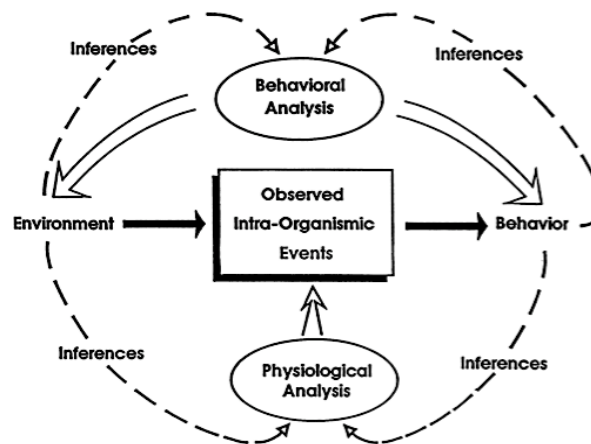 Inferences
Inferences
Behavioral
Analysis
Observed
Intra-Organismic
Events
Environment
Behavior
Inferences
Inferences
Physiological
Analysis